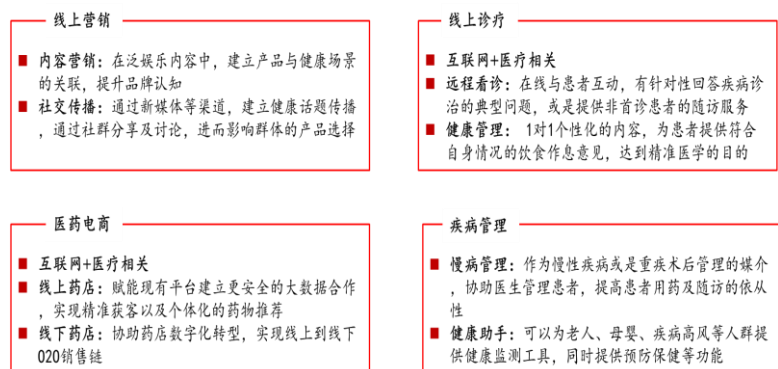 线上营销
内容营销：在泛娱乐内容中，建立产品与健康场景
的关联，提升品牌认知
社交传播：通过新媒体等渠道，建立健康话题传播
，通过社群分享及讨论，进而影响群体的产品选择
线上诊疗
互联网+医疗相关
远程看诊：在线与患者互动，有针对性回答疾病诊
治的典型问题，或是提供非首诊患者的随访服务
健康管理： 1对1个性化的内容，为患者提供符合
自身情况的饮食作息意见，达到精准医学的目的
医药电商
互联网+医疗相关
线上药店：赋能现有平台建立更安全的大数据合作
，实现精准获客以及个体化的药物推荐
线下药店：协助药店数字化转型，实现线上到线下
O2O销售链
疾病管理
慢病管理：作为慢性疾病或是重疾术后管理的媒介
，协助医生管理患者，提高患者用药及随访的依从
性
健康助手：可以为老人、母婴、疾病高风等人群提
供健康监测工具，同时提供预防保健等功能